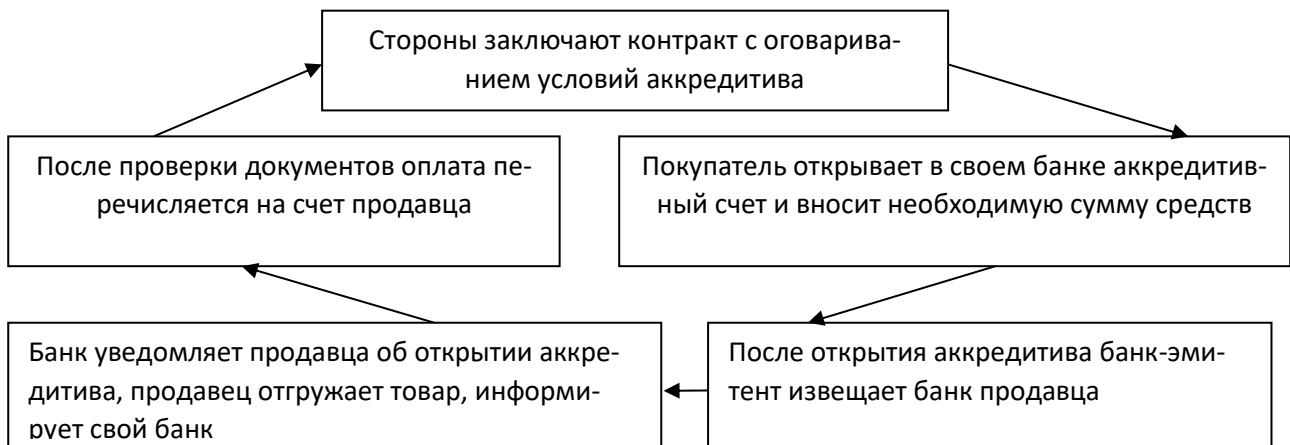 Стороны заключают контракт с оговарива-
нием условий аккредитива
Покупатель открывает в своем банке аккредитив-
ный счет и вносит необходимую сумму средств
После открытия аккредитива банк-эми-
тент извещает банк продавца
Банк уведомляет продавца об открытии аккре-
дитива, продавец отгружает товар, информи-
рует свой банк
После проверки документов оплата пе-
речисляется на счет продавца